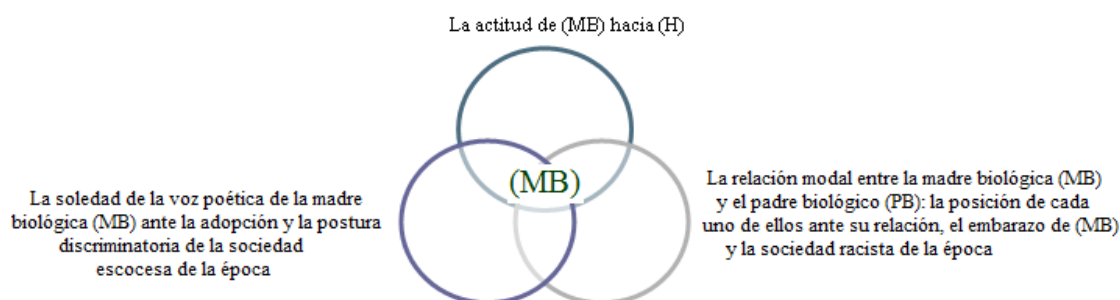 La actitud de (MB) hacia (H)
(MB)
La soledad de la voz poética de la madre
biológica (MB) ante la adopción y la postura
discriminatoria de la sociedad
escocesa de la época
La relación modal entre la madre biológica (MB)
y el padre biológico (PB): la posición de cada
uno de ellos ante su relación, el embarazo de (MB)
y la sociedad racista de la época